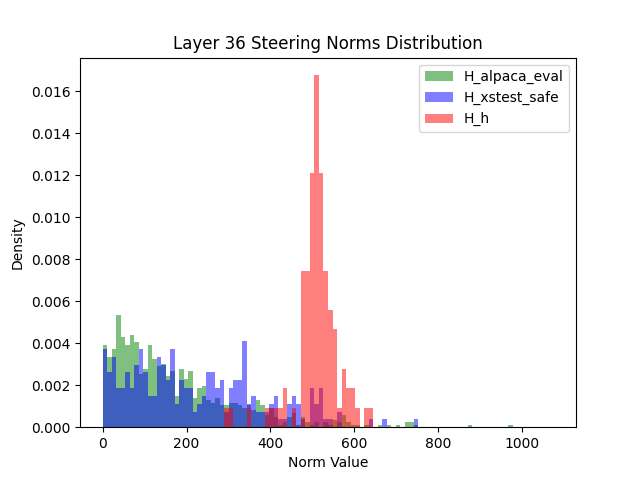 Layer 36 Steering Norms Distribution
H_alpaca_eval
H_xstest_safe
H_h
0.016
0.014
0.012
0.010
0.008
0.006
0.004
0.002
0.000
Density
0 200 400 600 800 1000
Norm Value